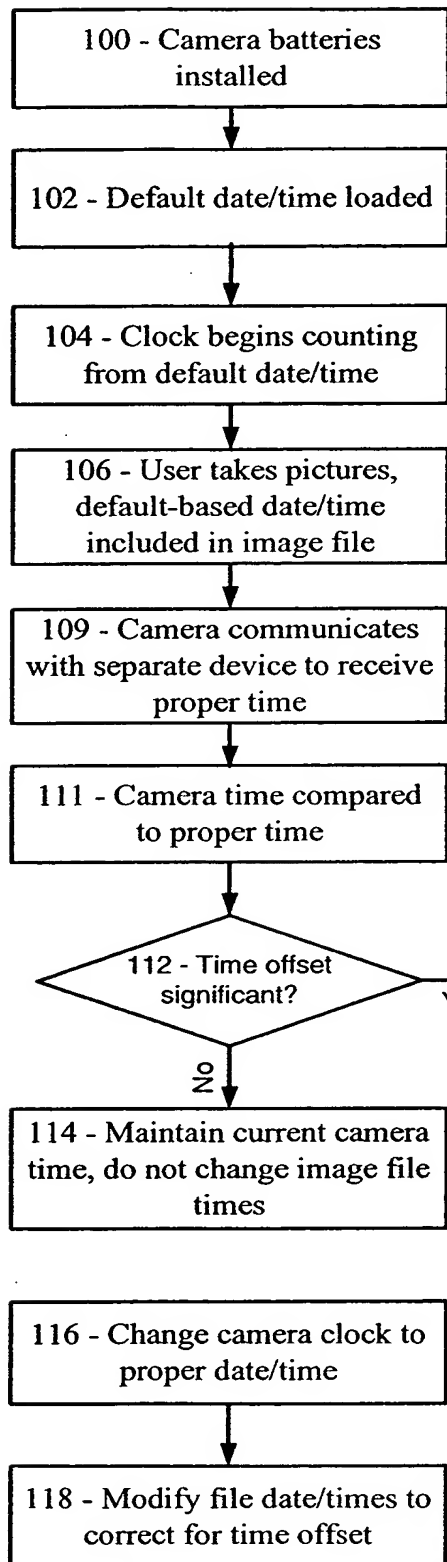 100 - Camera batteries
installed
102 - Default date/time loaded
104 - Clock begins counting
from default date/time
106 - User takes pictures,
default-based date/time
included in image file
109 - Camera communicates
with separate device to receive
proper time
111 - Camera time compared
to proper time
112 - Time offset
significant?
No
114 - Maintain current camera
time, do not change image file
times
116 - Change camera clock to
proper date/time
118 - Modify file date/times to
correct for time offset